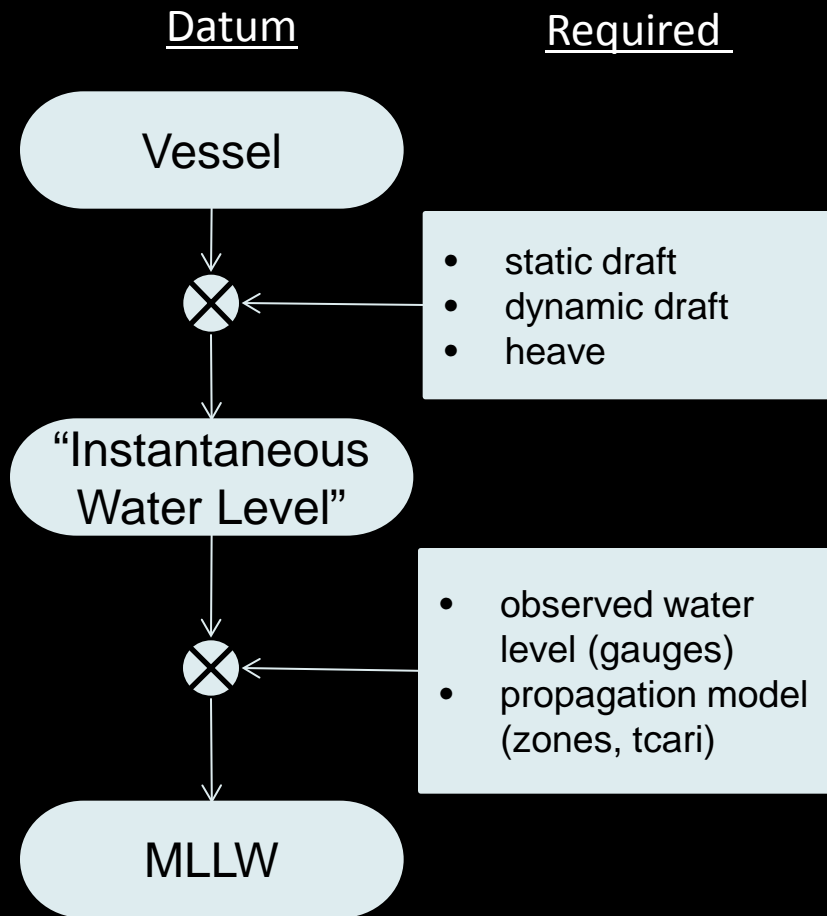 Datum
Required
Vessel
• static draft
• dynamic draft
• heave
“Instantaneous
Water Level”
• observed water
level (gauges)
• propagation model
(zones, tcari)
MLLW